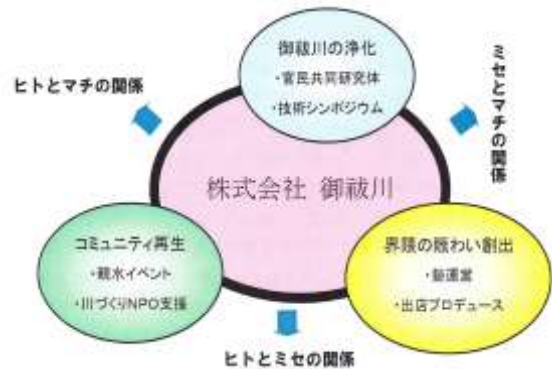 御祓川の浄化
・官民共同研究体
・技術シンポジウム
ヒトとマチの関係
ミセとマチの関係
株式会社 御祓川
コミュニティ再生
・親水イベント
・川づくりNPO支援
界隈の賑わい創出
・館運営
・出店プロデュース
ヒトとミセの関係